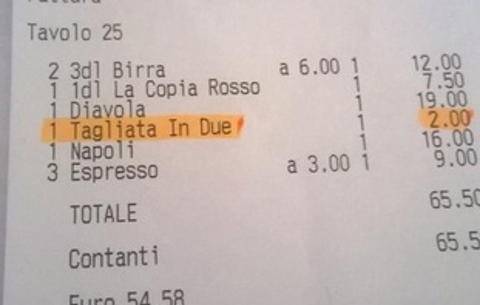 Tavolo 25
2 3dl Birra a 6.00 1 12.00
1 1dl La Copia Rosso 1 7.50
1 Diavola 1 19.00
1 Tagliata In Due 1 2.00
1 Napoli 1 16.00
3 Espresso a 3.00 1 9.00
TOTALE 65.50
Contanti 65.5
Euro 54.58